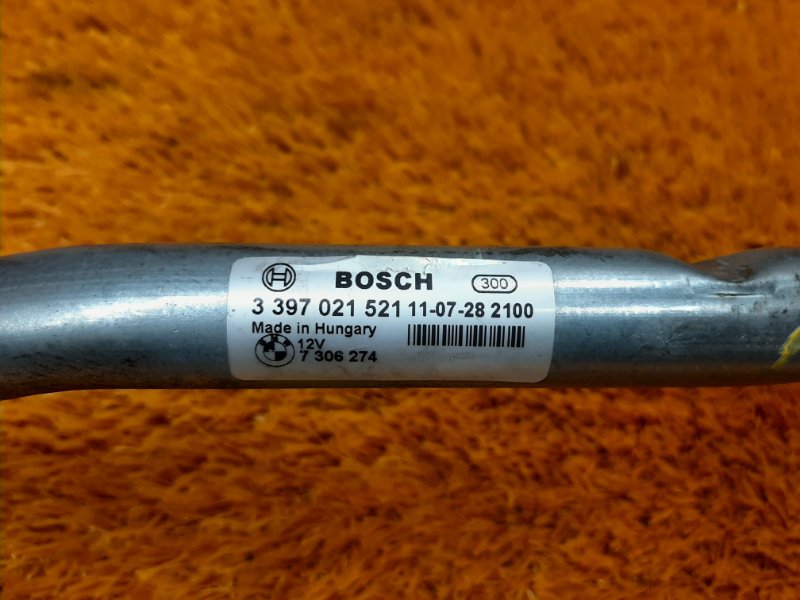 BOSCH 300
3 397 021 521 11-07-28 2100
Made in Hungary
12V
7 306 274